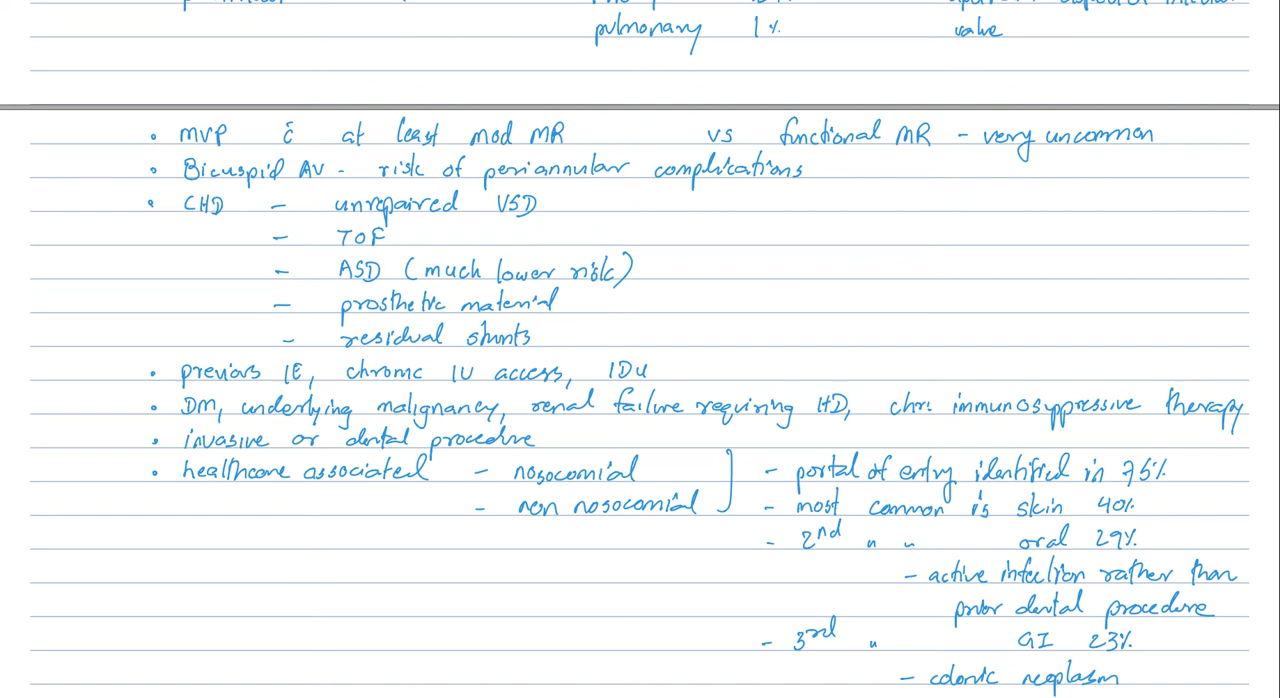 pulmonary 1% value
• MVP c̄ at least mod MR vs functional MR - very uncommon
• Bicuspid AV - risk of periannular complications
• CHD - unrepaired VSD
- TOF
- ASD (much lower risk)
- prosthetic material
- residual shunts
• previous IE, chronic IV access, IDU
• DM, underlying malignancy, renal failure requiring HD, chr. immunosuppressive therapy
• invasive or dental procedure
• healthcare associated - nosocomial ] - portal of entry identified in 75%
- non nosocomial - most common is skin 40%
- 2nd " " oral 29%
- active infection rather than
prior dental procedure
- 3rd " GI 23%
- colonic neoplasm